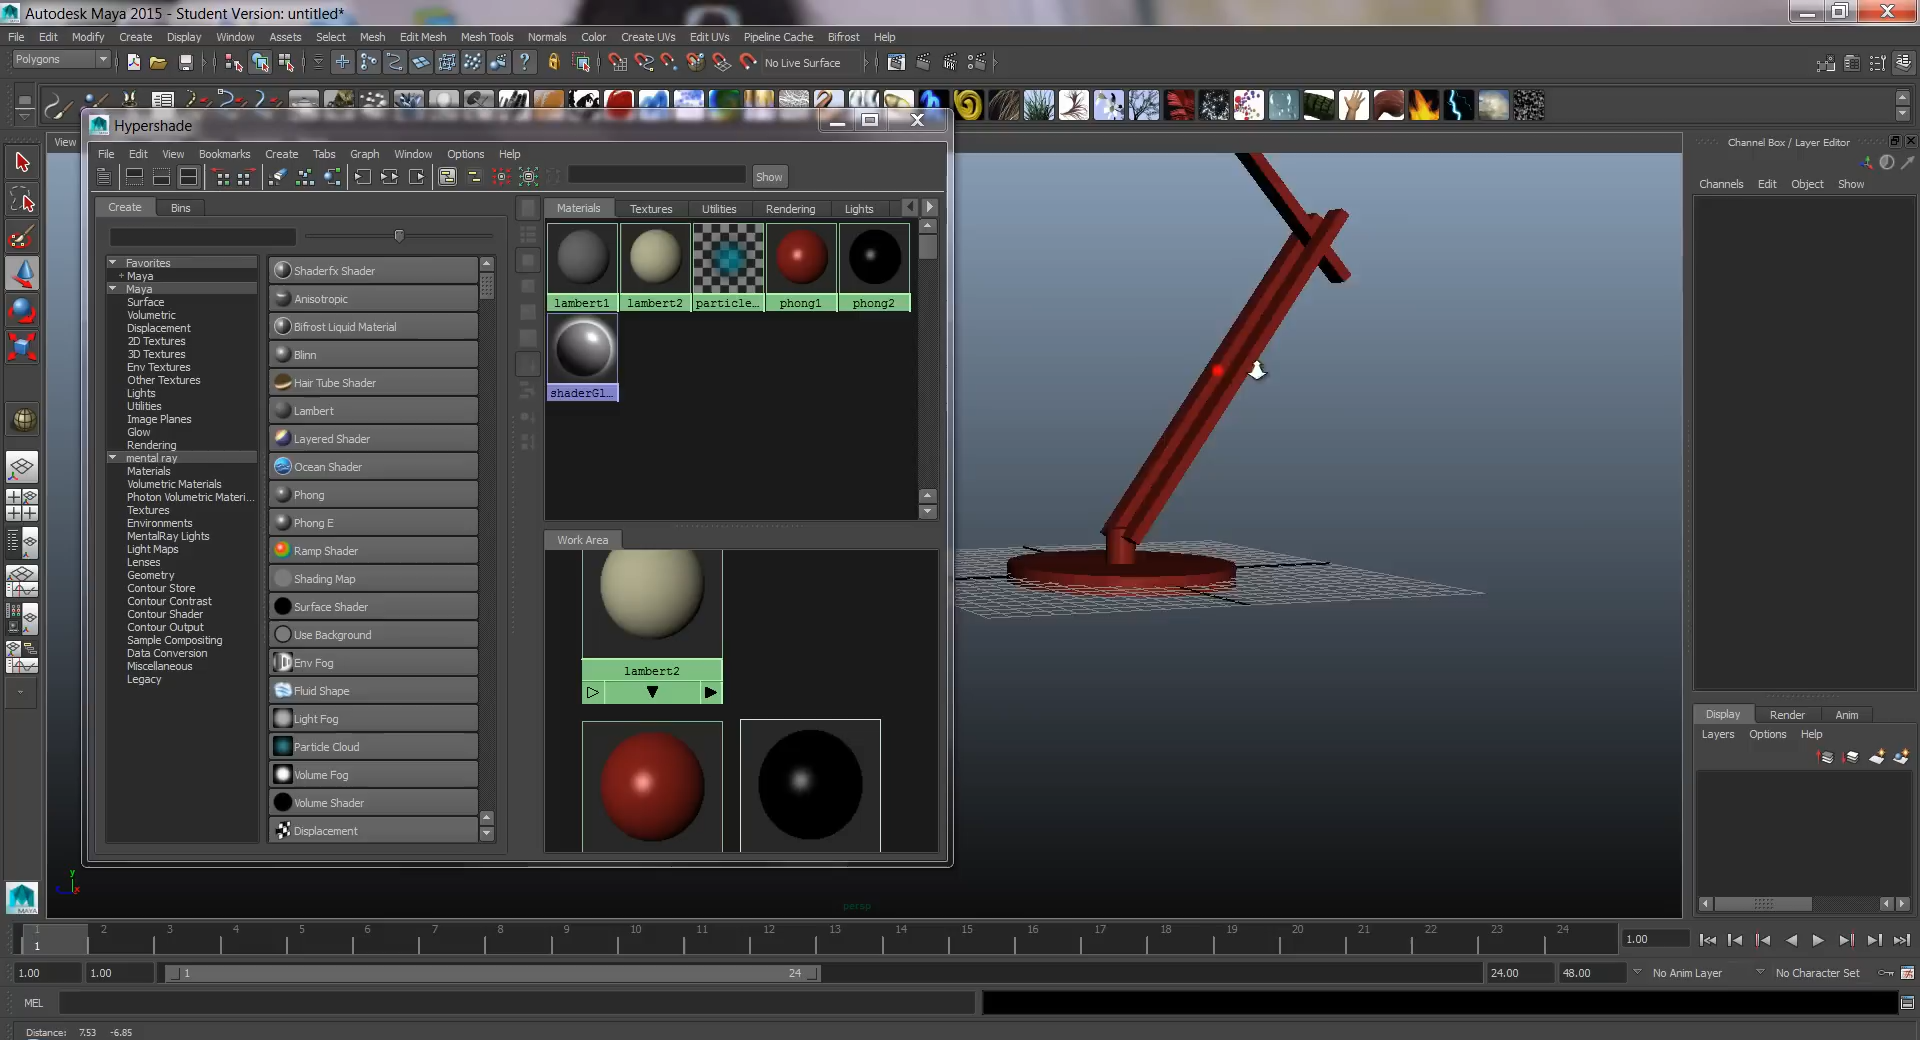 Autodesk Maya 2015 - Student Version: untitled*
File Edit Modify Create Display Window Assets Select Mesh Edit Mesh Mesh Tools Normals Color Create UVs Edit UVs Pipeline Cache Bifrost Help
Polygons
No Live Surface
View
Hypershade
File Edit View Bookmarks Create Tabs Graph Window Options Help
Show
Create Bins
Favorites
+ Maya
Maya
Surface
Volumetric
Displacement
2D Textures
3D Textures
Env Textures
Other Textures
Lights
Utilities
Image Planes
Glow
Rendering
mental ray
Materials
Volumetric Materials
Photon Volumetric Materi...
Textures
Environments
MentalRay Lights
Light Maps
Lenses
Geometry
Contour Store
Contour Contrast
Contour Shader
Contour Output
Sample Compositing
Data Conversion
Miscellaneous
Legacy
Shaderfx Shader
Anisotropic
Bifrost Liquid Material
Blinn
Hair Tube Shader
Lambert
Layered Shader
Ocean Shader
Phong
Phong E
Ramp Shader
Shading Map
Surface Shader
Use Background
Env Fog
Fluid Shape
Light Fog
Particle Cloud
Volume Fog
Volume Shader
Displacement
Materials Textures Utilities Rendering Lights
lambert1 lambert2 particle... phong1 phong2
shaderGl...
Work Area
lambert2
Channel Box / Layer Editor
Channels Edit Object Show
Display Render Anim
Layers Options Help
y
x
MAYA
persp
1 2 3 4 5 6 7 8 9 10 11 12 13 14 15 16 17 18 19 20 21 22 23 24
1
1.00
1.00 1.00 1 24 24.00 48.00 No Anim Layer No Character Set
MEL
Distance: 7.53 -6.85